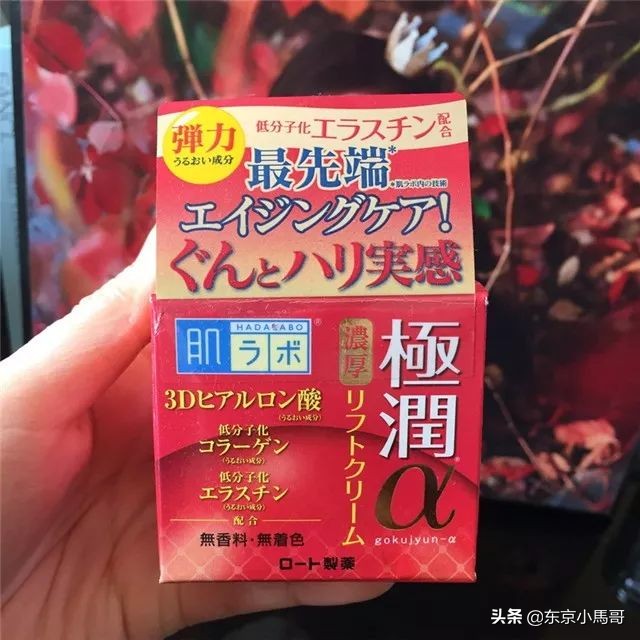 弾力
うるおい成分
低分子化エラスチン配合
最先端*
*肌ラボ内の技術
エイジングケア!
ぐんとハリ実感
HADALABO
肌ラボ®
濃厚
リフトクリーム
極潤
α
gokujyun-α
3Dヒアルロン酸
(うるおい成分)
低分子化
コラーゲン
(うるおい成分)
低分子化
エラスチン
(うるおい成分)
配合
無香料・無着色
ロート製薬
头条 @东京小馬哥